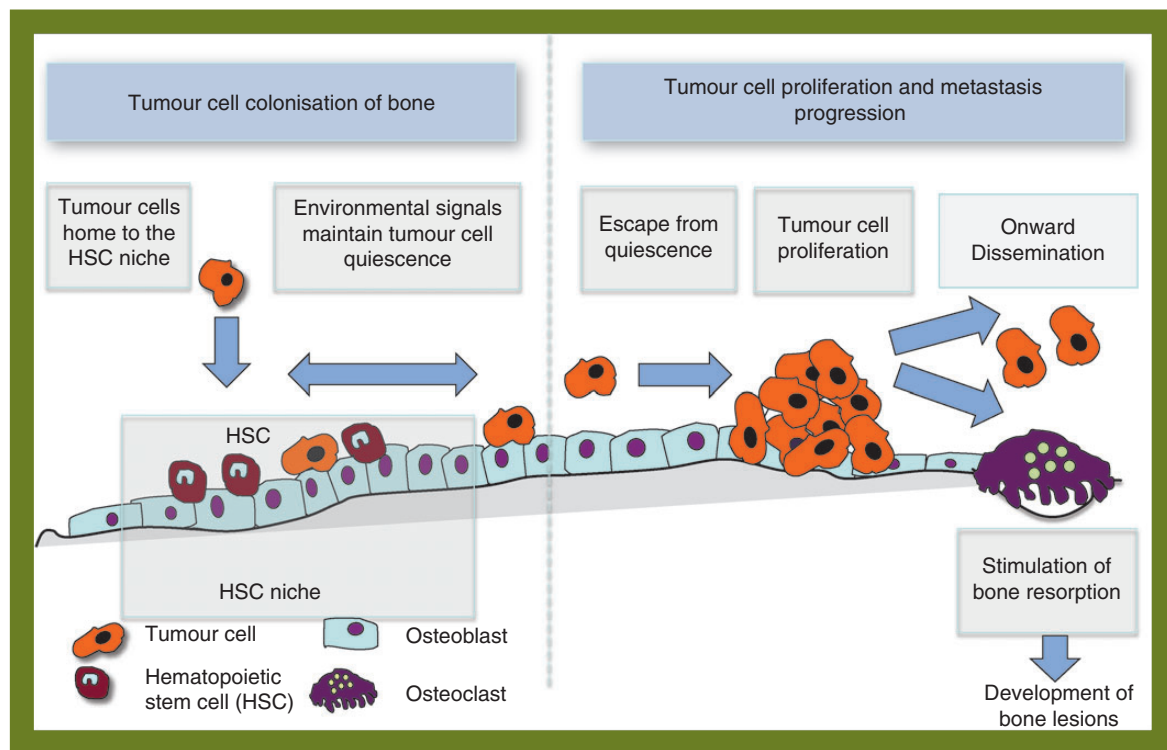 Tumour cell colonisation of bone
Tumour cell proliferation and metastasis
progression
Tumour cells
home to the
HSC niche
Environmental signals
maintain tumour cell
quiescence
Escape from
quiescence
Tumour cell
proliferation
Onward
Dissemination
HSC
HSC niche
Stimulation of
bone resorption
Development of
bone lesions
Tumour cell
Osteoblast
Hematopoietic
stem cell (HSC)
Osteoclast